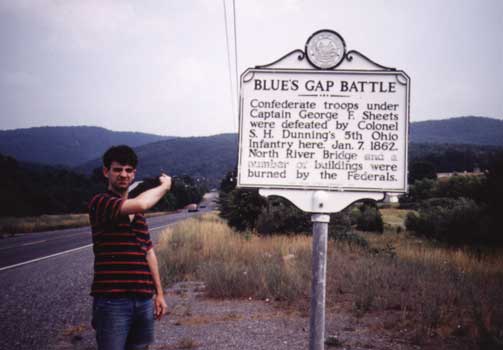 BLUE'S GAP BATTLE
Confederate troops under
Captain George F. Sheets
were defeated by Colonel
S. H. Dunning's 5th Ohio
Infantry here, Jan. 7, 1862.
North River Bridge and a
number of buildings were
burned by the Federals.